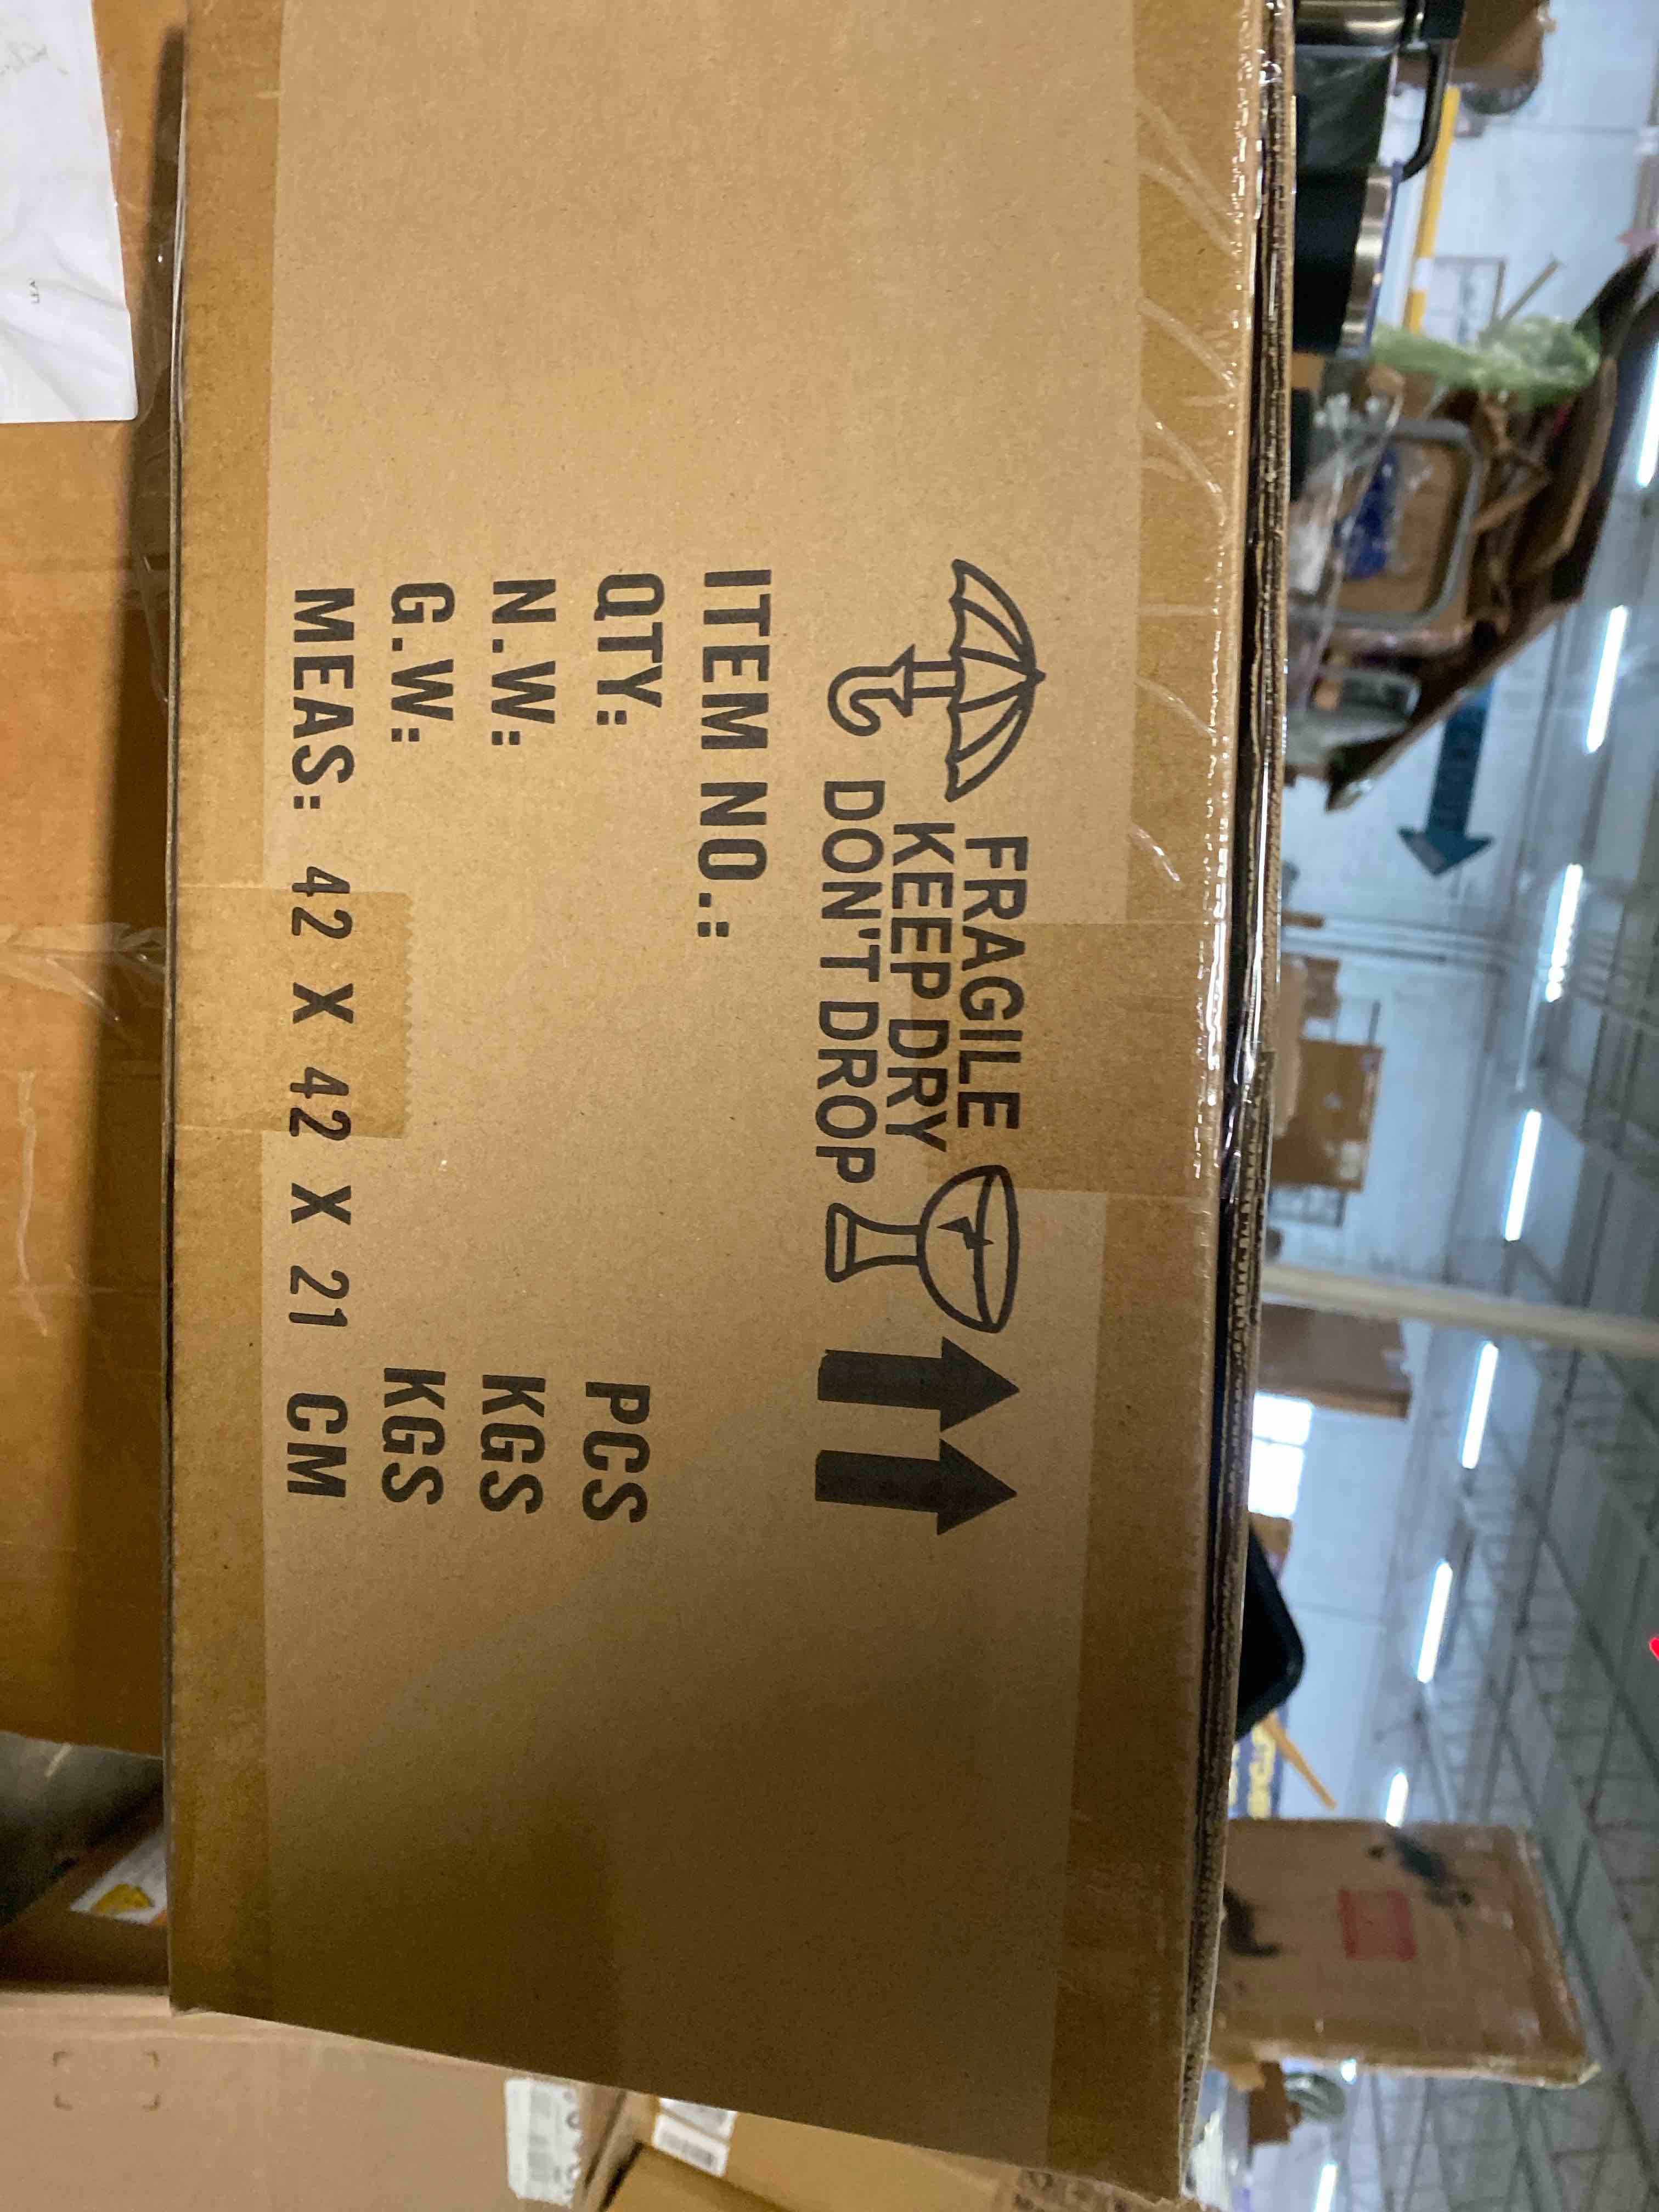 FRAGILE
KEEP DRY
DON'T DROP
ITEM NO.:
QTY: PCS
N.W.: KGS
G.W.: KGS
MEAS: 42 X 42 X 21 CM